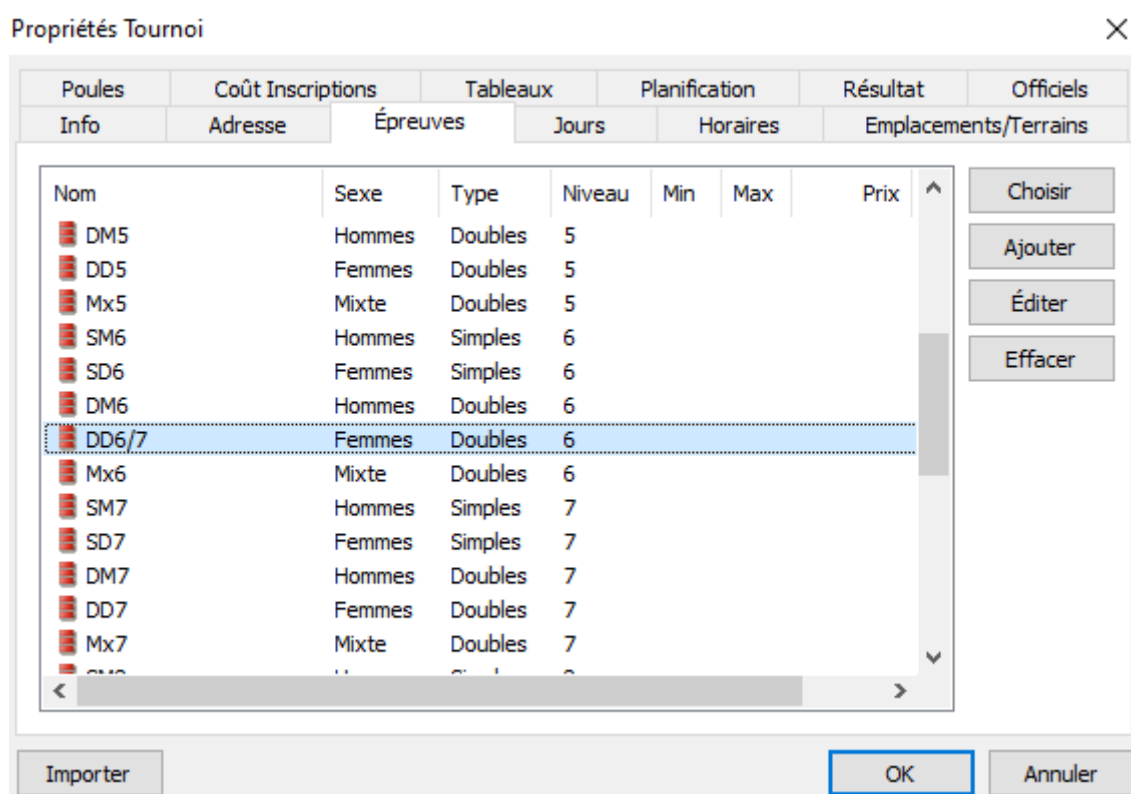 Propriétés Tournoi
Poules Coût Inscriptions Tableaux Planification Résultat Officiels
Info Adresse Épreuves Jours Horaires Emplacements/Terrains
Nom Sexe Type Niveau Min Max Prix
Choisir
DM5 Hommes Doubles 5
Ajouter
DD5 Femmes Doubles 5
Mx5 Mixte Doubles 5
Éditer
SM6 Hommes Simples 6
SD6 Femmes Simples 6
Effacer
DM6 Hommes Doubles 6
DD6/7 Femmes Doubles 6
Mx6 Mixte Doubles 6
SM7 Hommes Simples 7
SD7 Femmes Simples 7
DM7 Hommes Doubles 7
DD7 Femmes Doubles 7
Mx7 Mixte Doubles 7
Importer OK Annuler